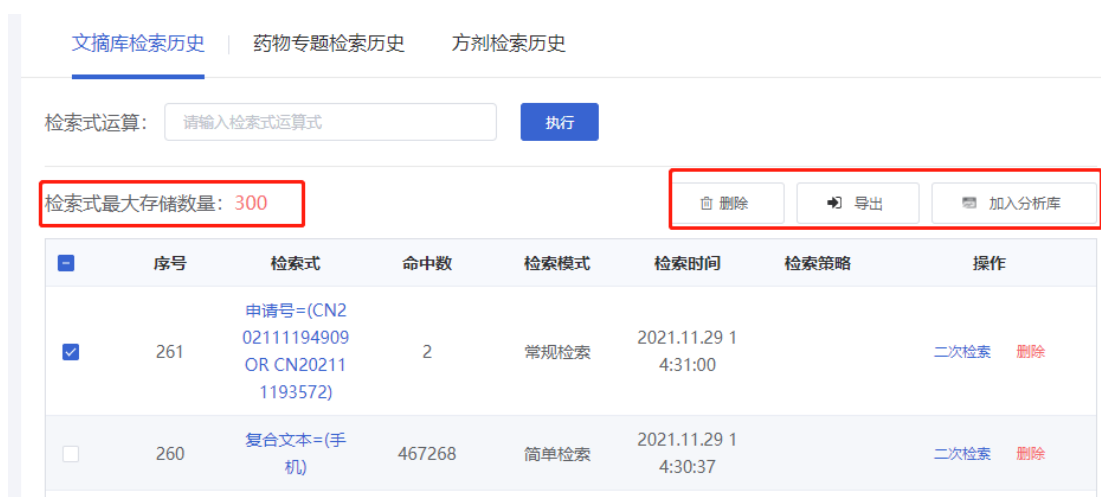 文摘库检索历史 药物专题检索历史 方剂检索历史
检索式运算： 请输入检索式运算式 执行
检索式最大存储数量：300 删除 导出 加入分析库
序号 检索式 命中数 检索模式 检索时间 检索策略 操作
申请号=(CN2
02111194909
OR CN20211
1193572)
261 2 常规检索 2021.11.29 1
4:31:00
二次检索 删除
复合文本=(手
机)
260 467268 简单检索 2021.11.29 1
4:30:37
二次检索 删除